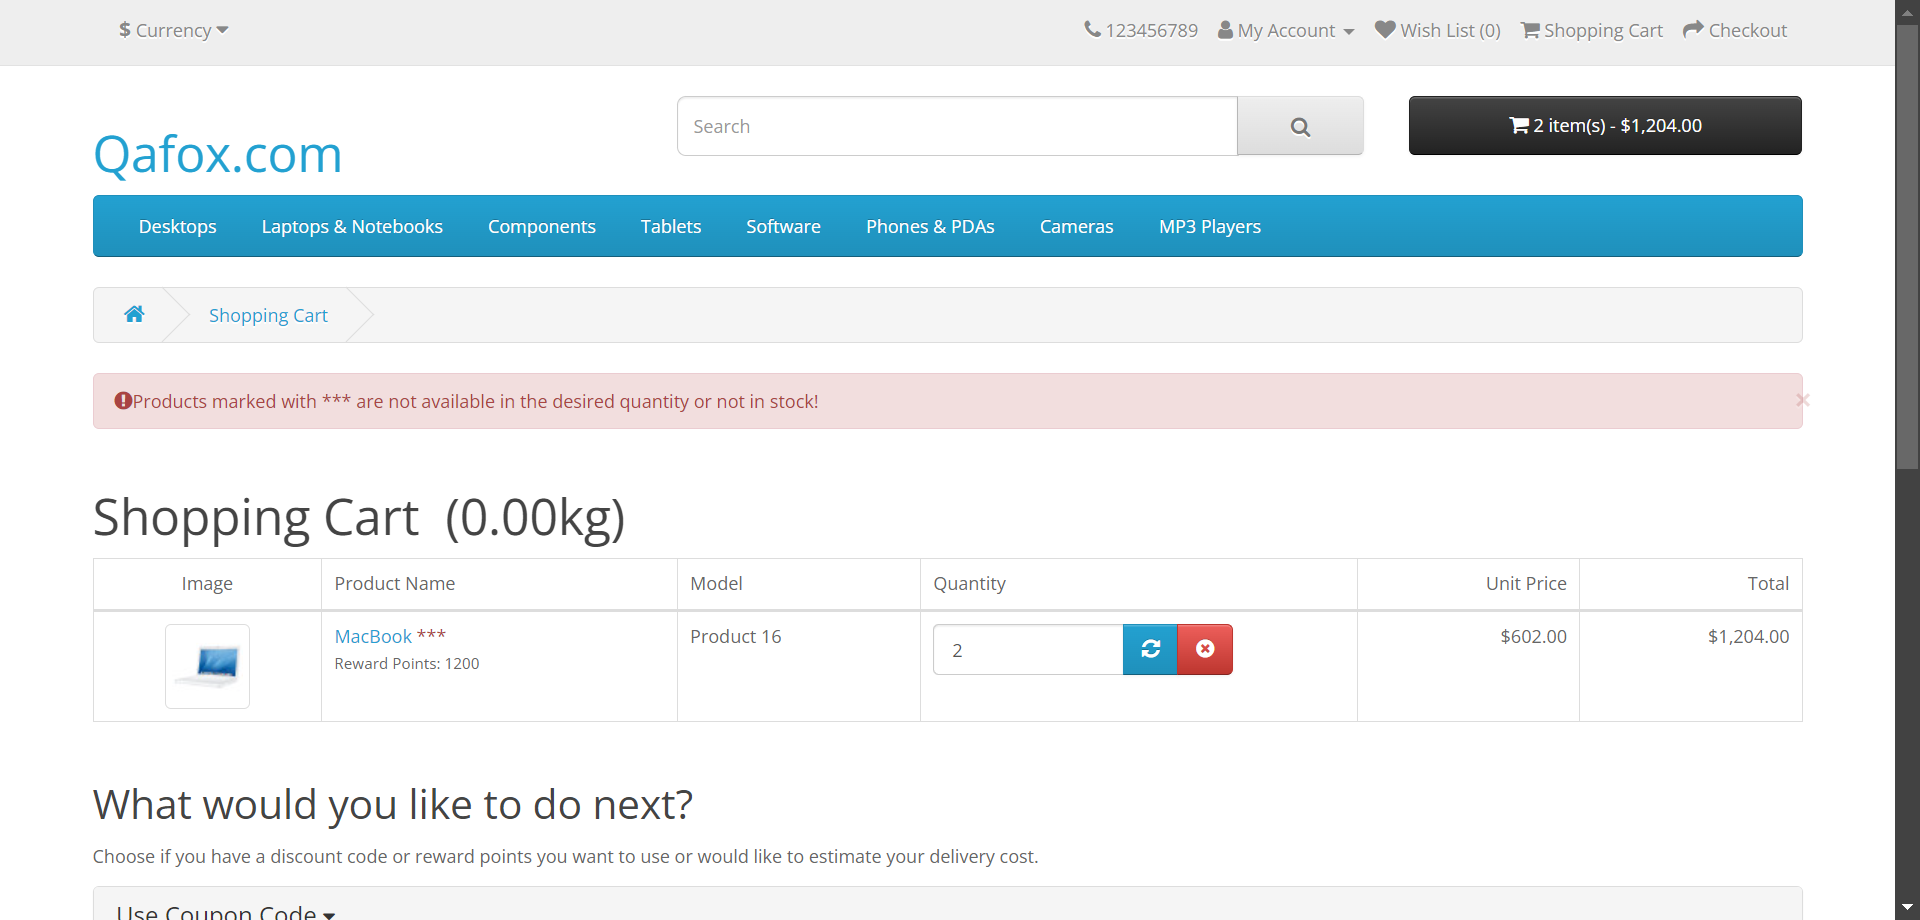 $ Currency
123456789 My Account Wish List (0) Shopping Cart Checkout
Qafox.com
Search
2 item(s) - $1,204.00
Desktops Laptops & Notebooks Components Tablets Software Phones & PDAs Cameras MP3 Players
Shopping Cart
Products marked with *** are not available in the desired quantity or not in stock!
×
Shopping Cart (0.00kg)
Image Product Name Model Quantity Unit Price Total
MacBook *** Product 16 2 $602.00 $1,204.00
Reward Points: 1200
What would you like to do next?
Choose if you have a discount code or reward points you want to use or would like to estimate your delivery cost.
Use Coupon Code